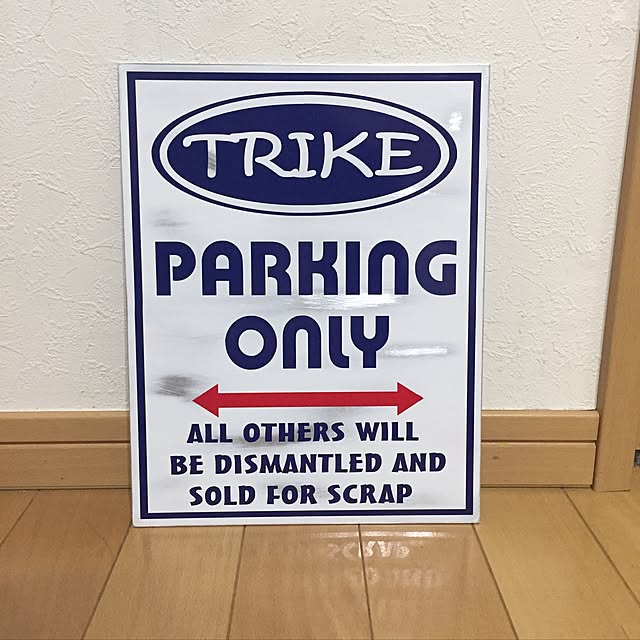 TRIKE
PARKING
ONLY
ALL OTHERS WILL
BE DISMANTLED AND
SOLD FOR SCRAP